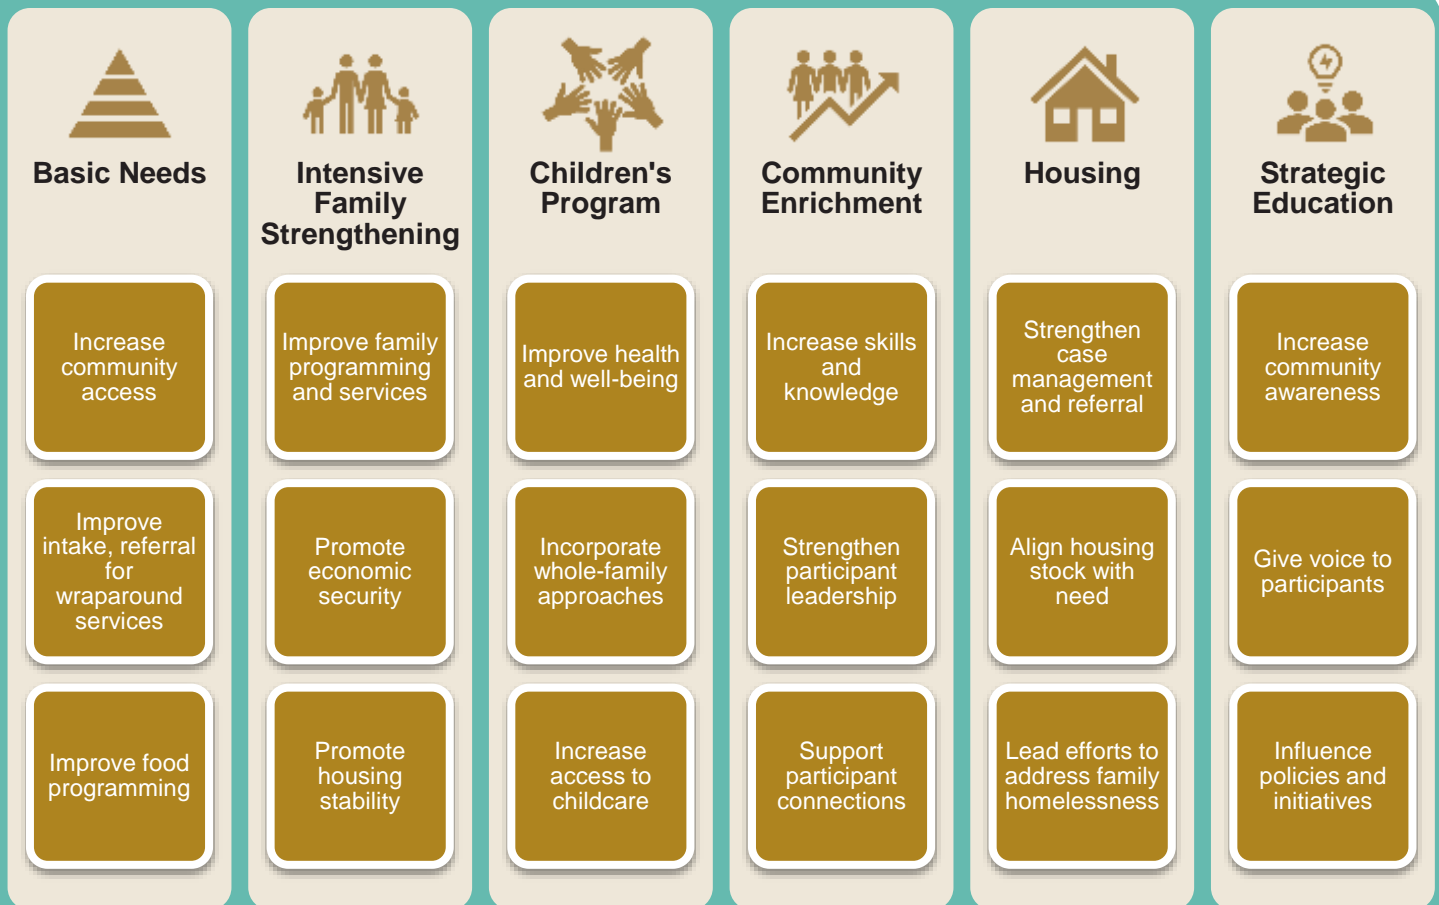 Basic Needs
Increase
community
access
Improve
intake, referral
for
wraparound
services
Improve food
programming
Intensive
Family
Strengthening
Improve family
programming
and services
Promote
economic
security
Promote
housing
stability
Children's
Program
Improve health
and well-being
Incorporate
whole-family
approaches
Increase
access to
childcare
Community
Enrichment
Increase skills
and
knowledge
Strengthen
participant
leadership
Support
participant
connections
Housing
Strengthen
case
management
and referral
Align housing
stock with
need
Lead efforts to
address family
homelessness
Strategic
Education
Increase
community
awareness
Give voice to
participants
Influence
policies and
initiatives